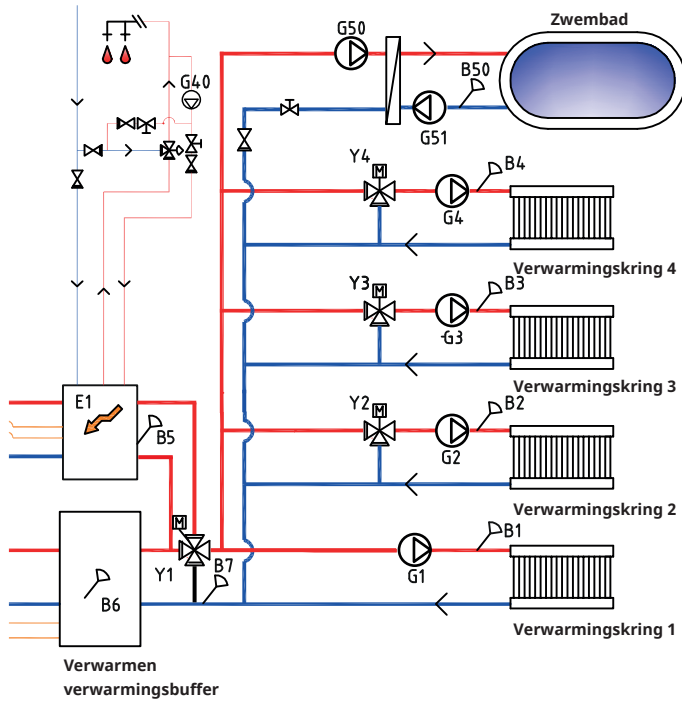 Zwembad
G50
B50
G40
G51
Y4
M
B4
G4
Verwarmingskring 4
Y3
M
B3
G3
Verwarmingskring 3
Y2
M
B2
G2
Verwarmingskring 2
E1
B5
M
B1
Y1
B7
G1
B6
Verwarmingskring 1
Verwarmen
verwarmingsbuffer